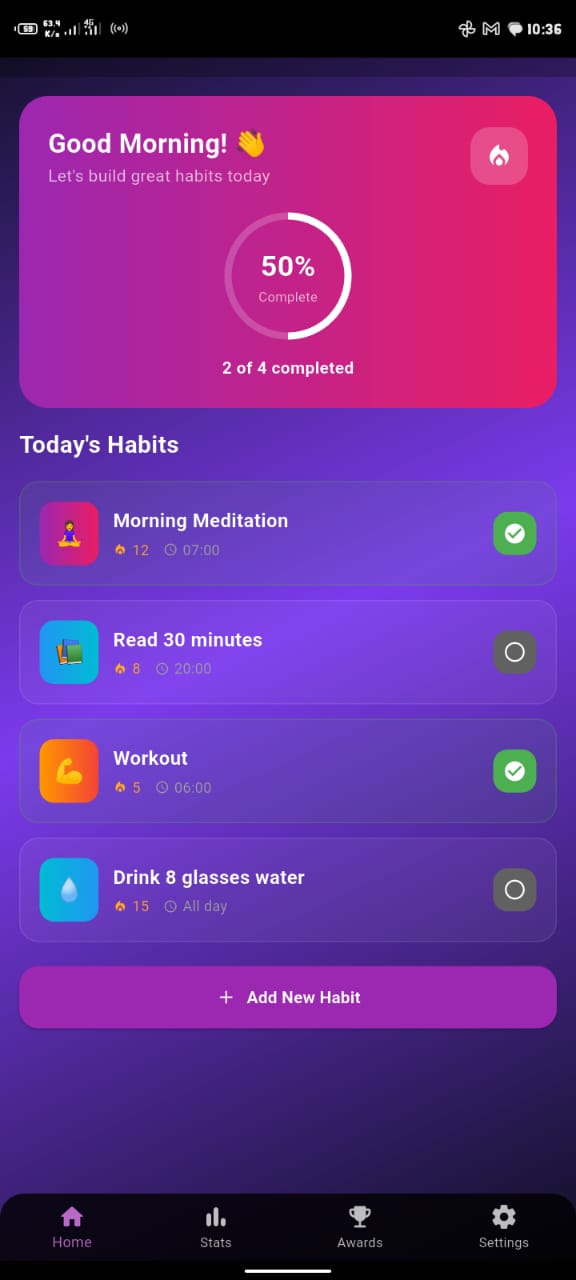 59
63.4
K/s
4G
10:36
Good Morning! 👋
Let's build great habits today
50%
Complete
2 of 4 completed
Today's Habits
Morning Meditation
12 07:00
Read 30 minutes
8 20:00
Workout
5 06:00
Drink 8 glasses water
15 All day
+ Add New Habit
Home Stats Awards Settings